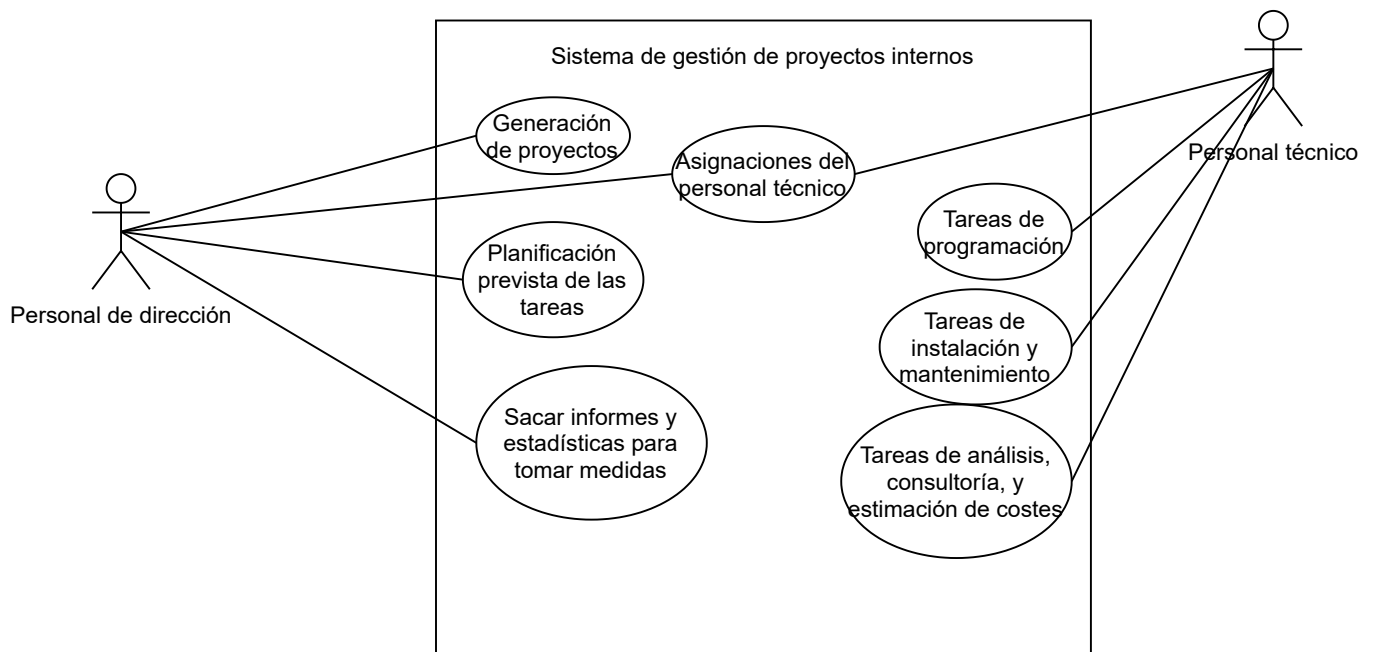 Sistema de gestión de proyectos internos
Generación
de proyectos
Asignaciones del
personal técnico
Personal técnico
Tareas de
programación
Planificación
prevista de las
tareas
Personal de dirección
Tareas de
instalación y
mantenimiento
Sacar informes y
estadísticas para
tomar medidas
Tareas de análisis,
consultoría, y
estimación de costes